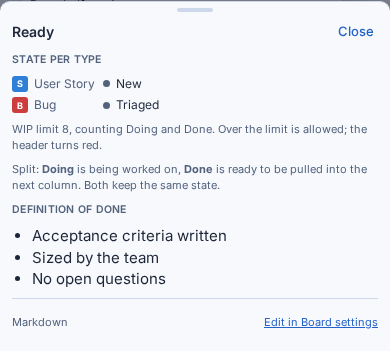 Ready
Close
STATE PER TYPE
S User Story • New
B Bug • Triaged
WIP limit 8, counting Doing and Done. Over the limit is allowed; the
header turns red.
Split: Doing is being worked on, Done is ready to be pulled into the
next column. Both keep the same state.
DEFINITION OF DONE
• Acceptance criteria written
• Sized by the team
• No open questions
Markdown
Edit in Board settings